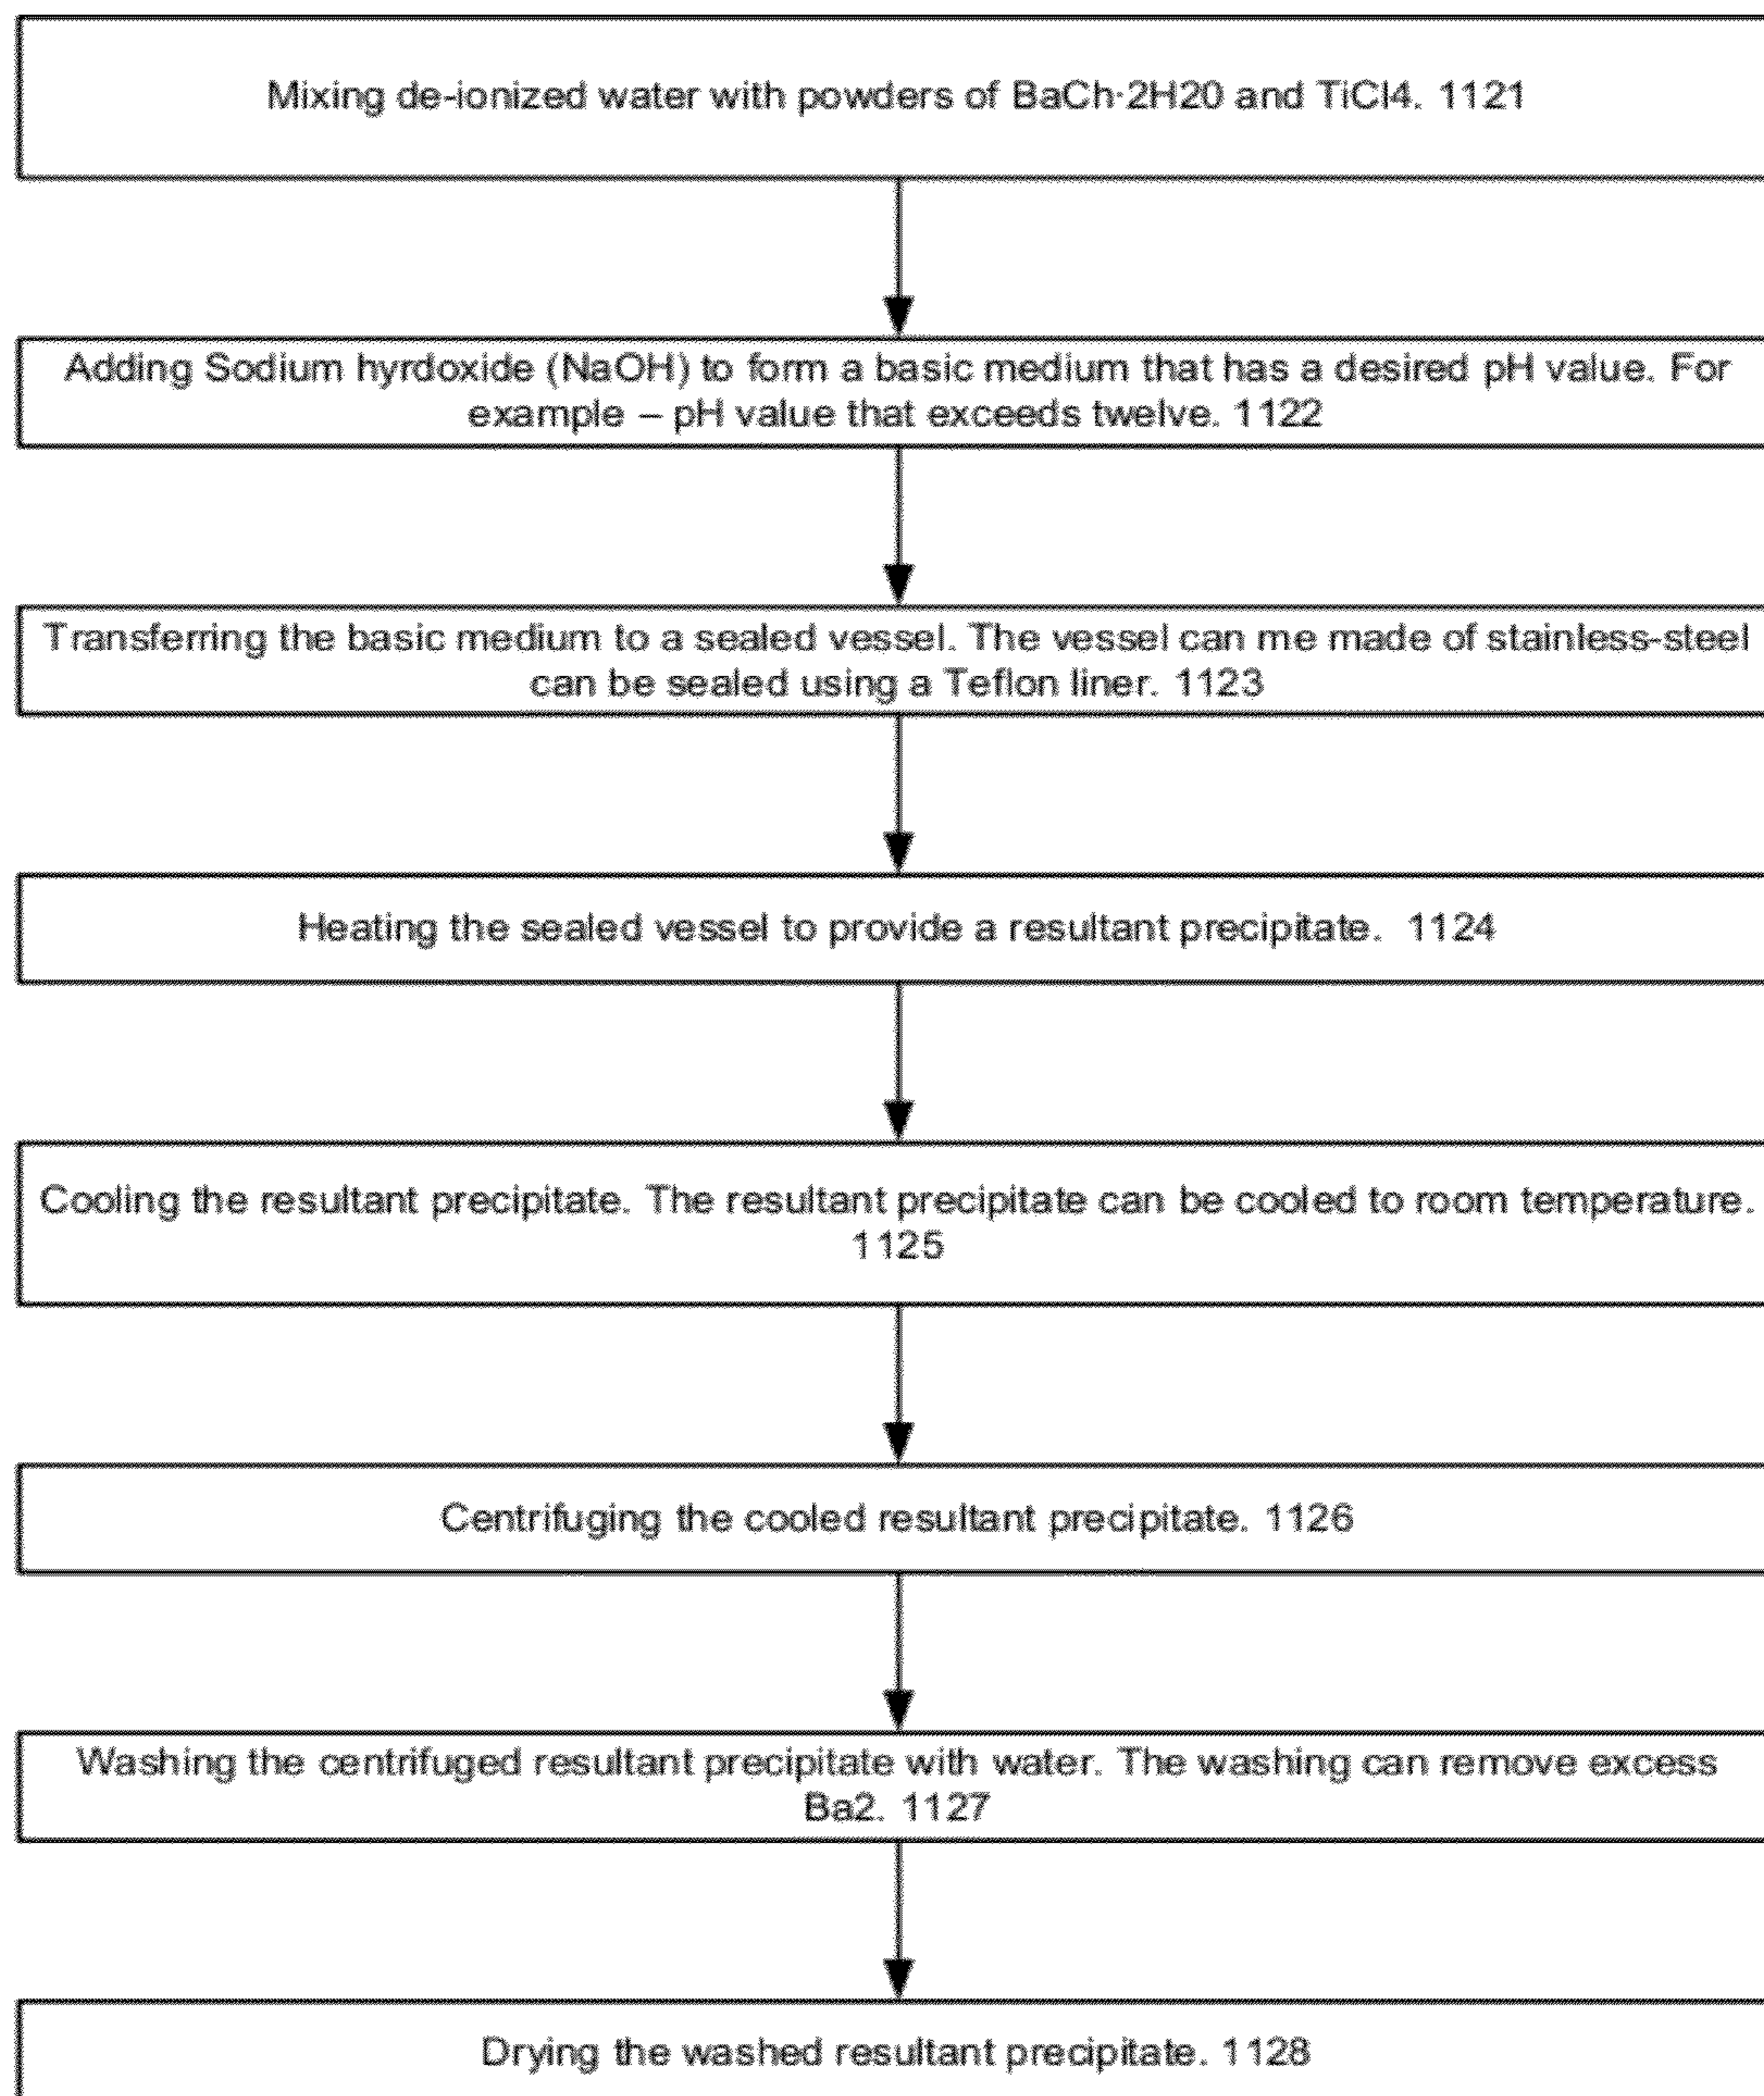 Mixing de-ionized water with powders of BaCh·2H20 and TiCl4. 1121
Adding Sodium hyrdoxide (NaOH) to form a basic medium that has a desired pH value. For
example – pH value that exceeds twelve. 1122
Transferring the basic medium to a sealed vessel. The vessel can me made of stainless-steel
can be sealed using a Teflon liner. 1123
Heating the sealed vessel to provide a resultant precipitate. 1124
Cooling the resultant precipitate. The resultant precipitate can be cooled to room temperature.
1125
Centrifuging the cooled resultant precipitate. 1126
Washing the centrifuged resultant precipitate with water. The washing can remove excess
Ba2. 1127
Drying the washed resultant precipitate. 1128